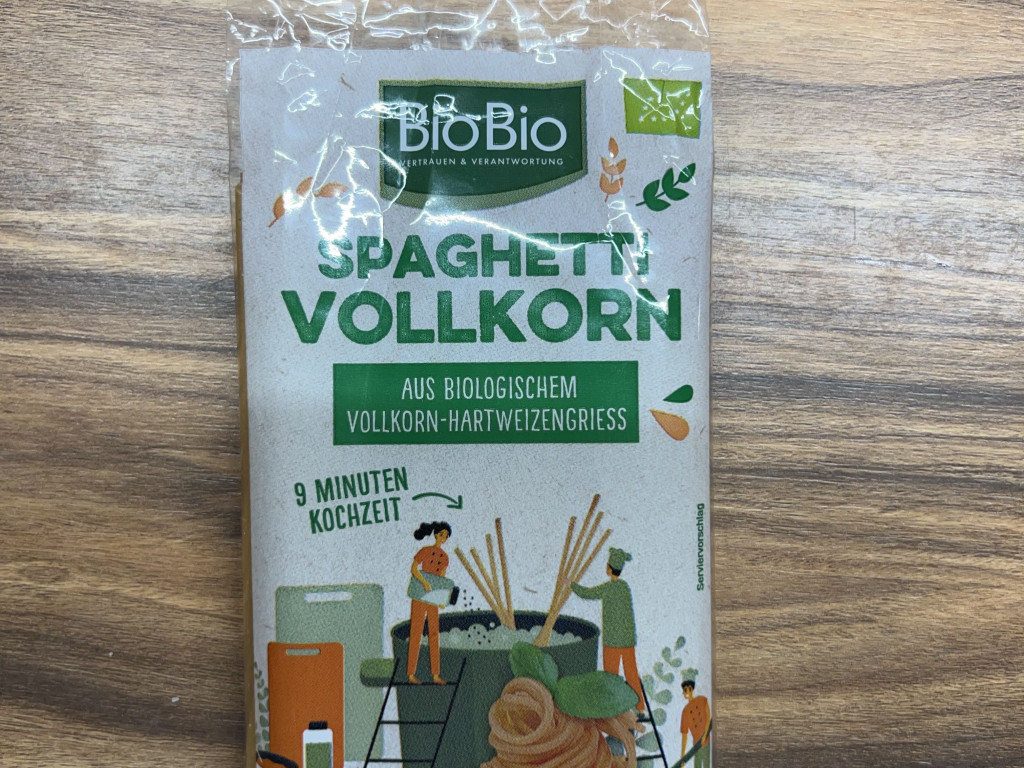 BioBio
VERTRAUEN & VERANTWORTUNG
SPAGHETTI
VOLLKORN
AUS BIOLOGISCHEM
VOLLKORN-HARTWEIZENGRIESS
9 MINUTEN
KOCHZEIT
Serviervorschlag